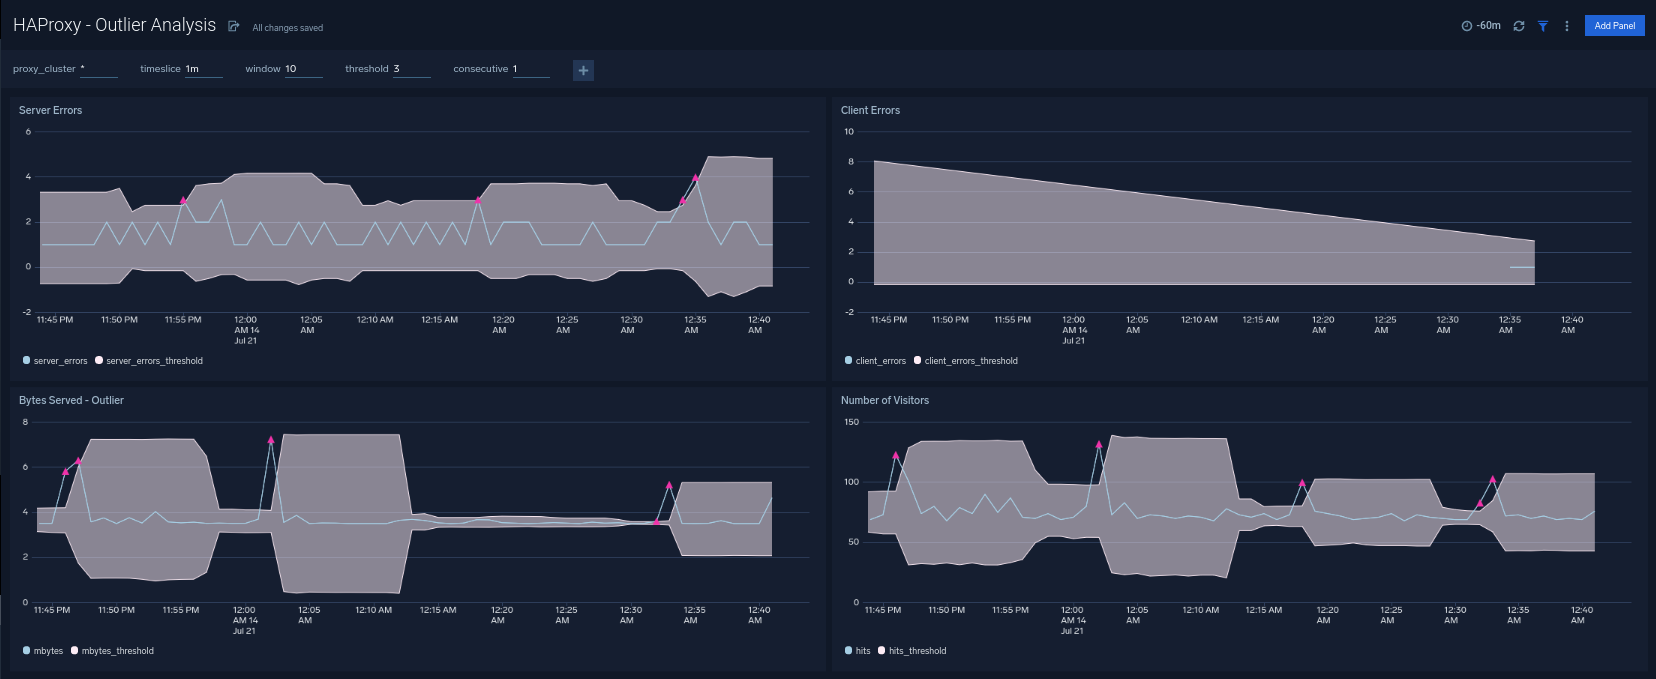 HAProxy - Outlier Analysis
All changes saved
-60m
Add Panel
proxy_cluster *
timeslice 1m
window 10
threshold 3
consecutive 1
+
Server Errors
6
4
2
0
-2
11:45 PM 11:50 PM 11:55 PM 12:00 12:05 12:10 AM 12:15 AM 12:20 12:25 12:30 12:35 12:40
AM 14 AM AM AM AM AM AM
Jul 21
server_errors server_errors_threshold
Client Errors
10
8
6
4
2
0
-2
11:45 PM 11:50 PM 11:55 PM 12:00 12:05 12:10 AM 12:15 AM 12:20 12:25 12:30 12:35 12:40
AM 14 AM AM AM AM AM AM
Jul 21
client_errors client_errors_threshold
Bytes Served - Outlier
8
6
4
2
0
11:45 PM 11:50 PM 11:55 PM 12:00 12:05 12:10 AM 12:15 AM 12:20 12:25 12:30 12:35 12:40
AM 14 AM AM AM AM AM AM
Jul 21
mbytes mbytes_threshold
Number of Visitors
150
100
50
0
11:45 PM 11:50 PM 11:55 PM 12:00 12:05 12:10 AM 12:15 AM 12:20 12:25 12:30 12:35 12:40
AM 14 AM AM AM AM AM AM
Jul 21
hits hits_threshold